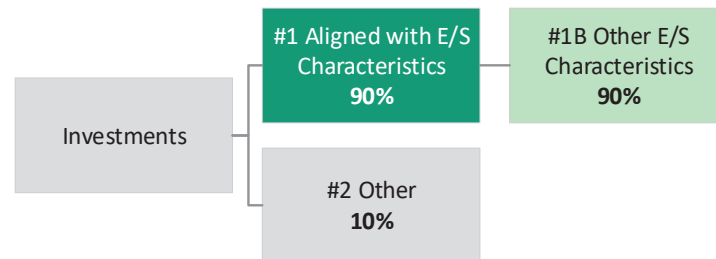 Investments
#1 Aligned with E/S
Characteristics
90%
#1B Other E/S
Characteristics
90%
#2 Other
10%